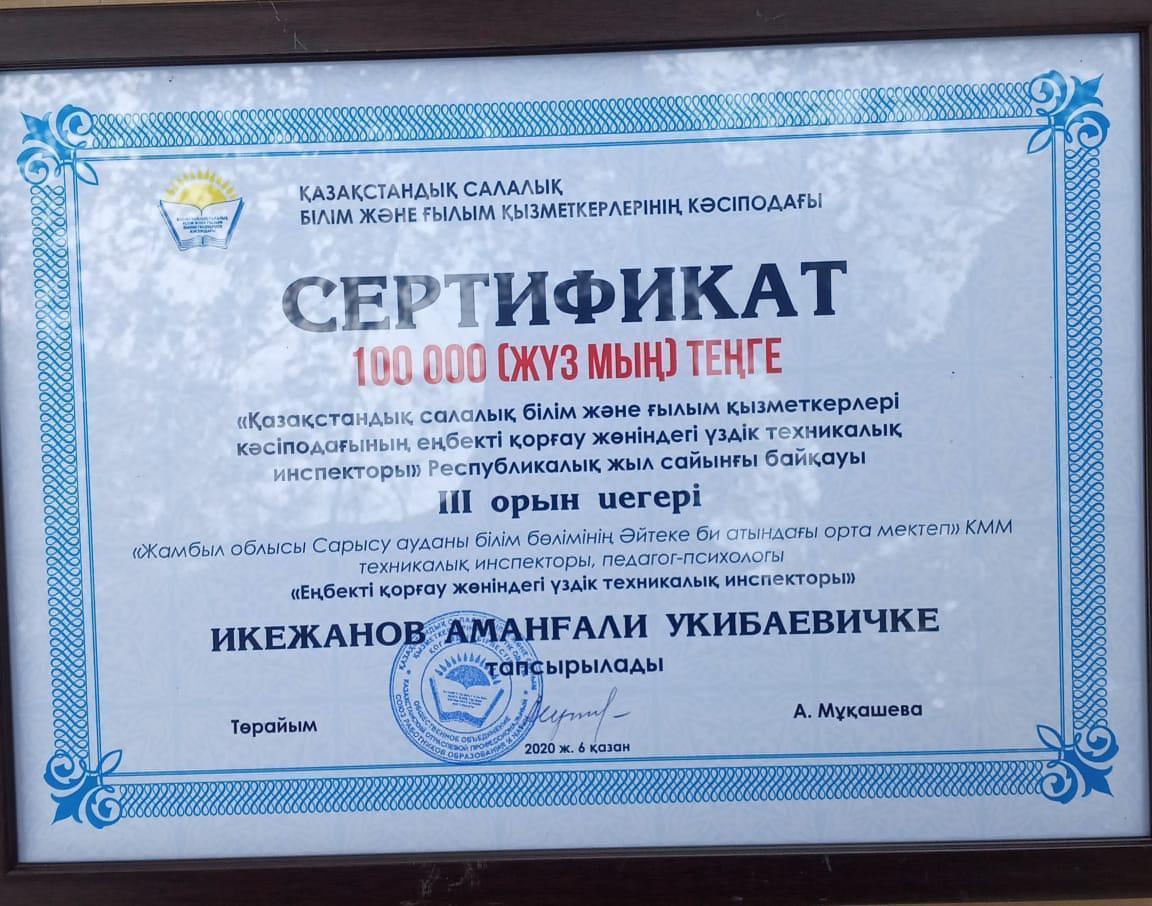 ҚАЗАҚСТАНДЫҚ САЛАЛЫҚ
БІЛІМ ЖӘНЕ ҒЫЛЫМ ҚЫЗМЕТКЕРЛЕРІНІҢ КӘСІПОДАҒЫ
СЕРТИФИКАТ
100 000 (ЖҮЗ МЫҢ) ТЕҢГЕ
«Қазақстандық салалық білім және ғылым қызметкерлері
кәсіподағының еңбекті қорғау жөніндегі үздік техникалық
инспекторы» Республикалық жыл сайынғы байқауы
III орын иегері
«Жамбыл облысы Сарысу ауданы білім бөлімінің Әйтеке би атындағы орта мектеп» КММ
техникалық инспекторы, педагог-психологы
«Еңбекті қорғау жөніндегі үздік техникалық инспекторы»
ИКЕЖАНОВ АМАНҒАЛИ УКИБАЕВИЧКЕ
тапсырылады
Төрайым
А. Мұқашева
2020 ж. 6 қазан